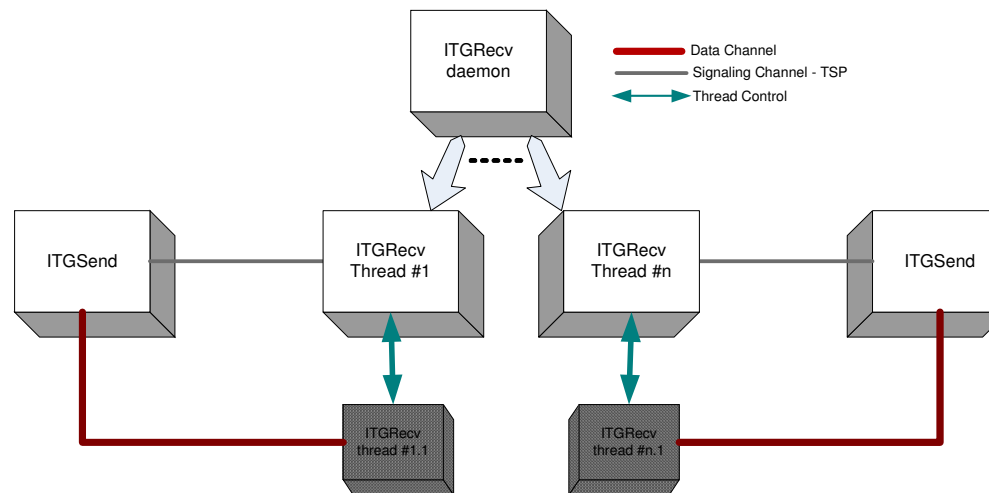 ITGRecv
daemon
Data Channel
Signaling Channel - TSP
Thread Control
ITGSend
ITGRecv
Thread #1
ITGRecv
Thread #n
ITGSend
ITGRecv
thread #1.1
ITGRecv
thread #n.1